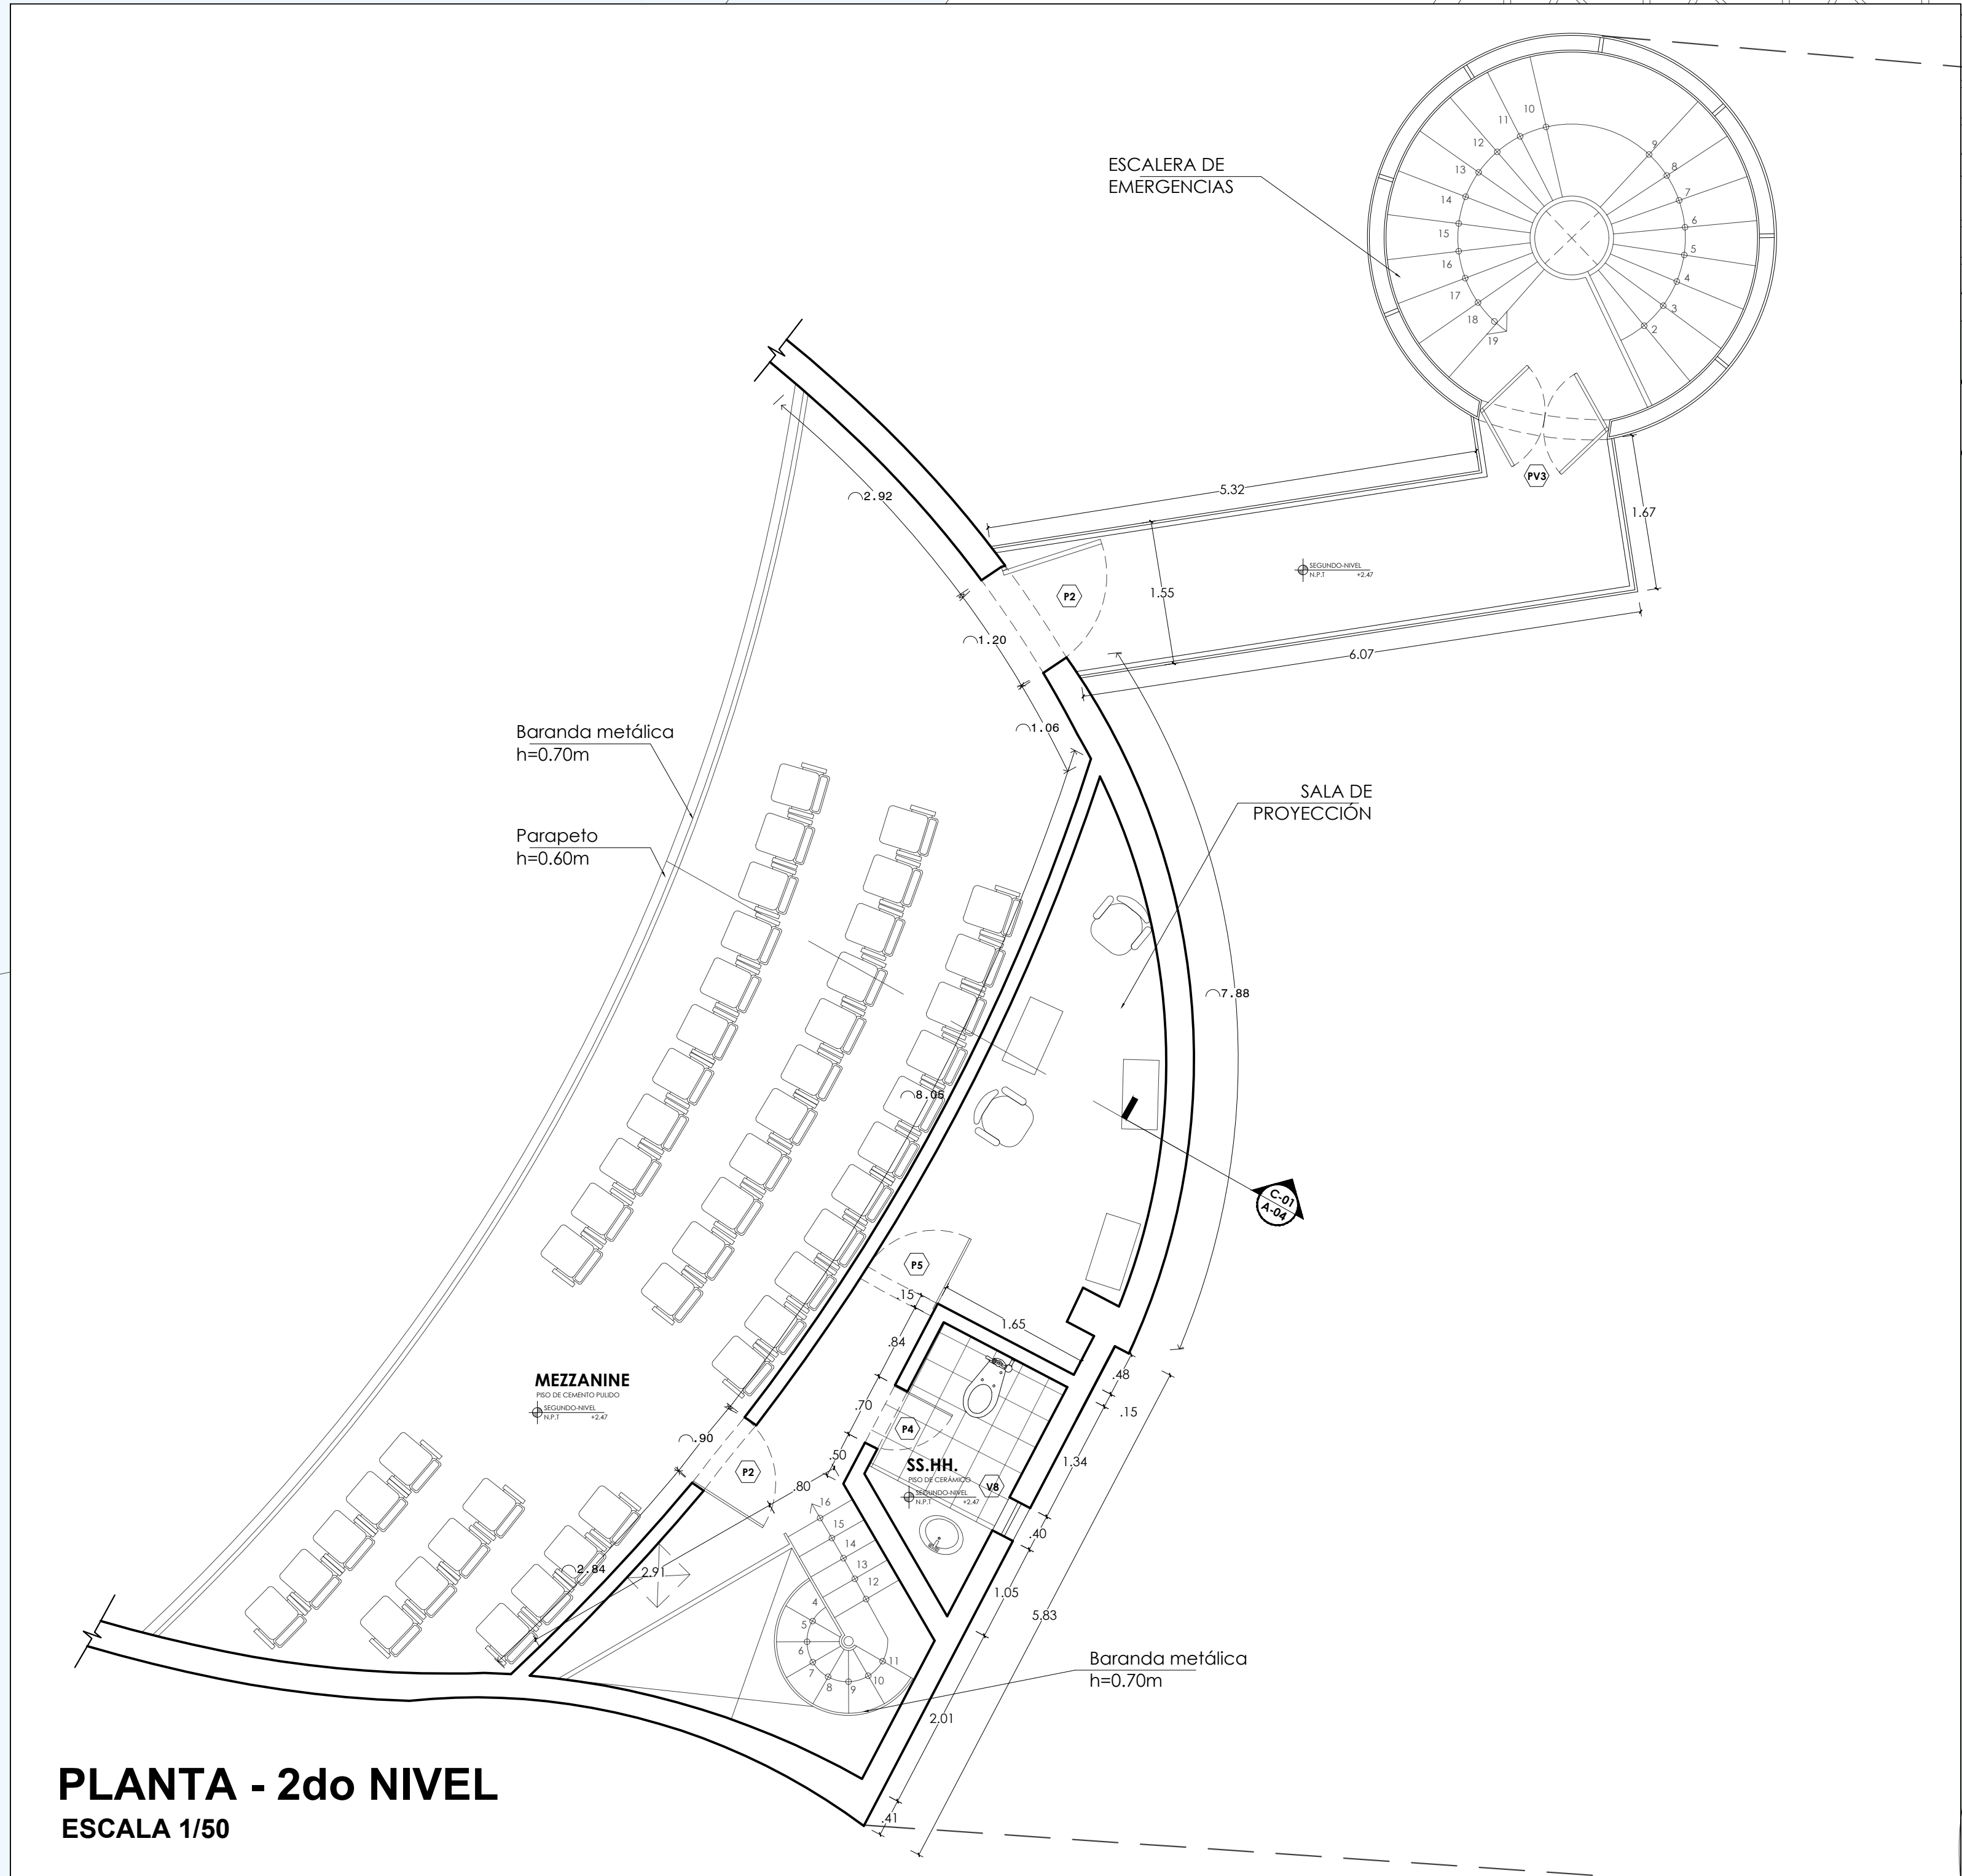 ESCALERA DE
EMERGENCIAS
10
11
12
13
14
15
16
17
18
19
9
8
7
6
5
4
3
2
PV3
5.32
1.67
2.92
SEGUNDO-NIVEL
N.P.T +2.47
P2
1.55
1.20
6.07
1.06
Baranda metálica
h=0.70m
SALA DE
PROYECCIÓN
Parapeto
h=0.60m
7.88
8.05
C-01
A-04
P5
.15
1.65
.84
.48
.15
.70
MEZZANINE
PISO DE CEMENTO PULIDO
SEGUNDO-NIVEL
N.P.T +2.47
P4
.90
.50
1.34
SS.HH.
PISO DE CERÁMICO
SEGUNDO-NIVEL
N.P.T +2.47
V8
P2
.80
.40
16
15
14
13
12
2.84
2.91
1.05
5.83
4
5
6
7
8
9
10
11
Baranda metálica
h=0.70m
2.01
.41
PLANTA - 2do NIVEL
ESCALA 1/50